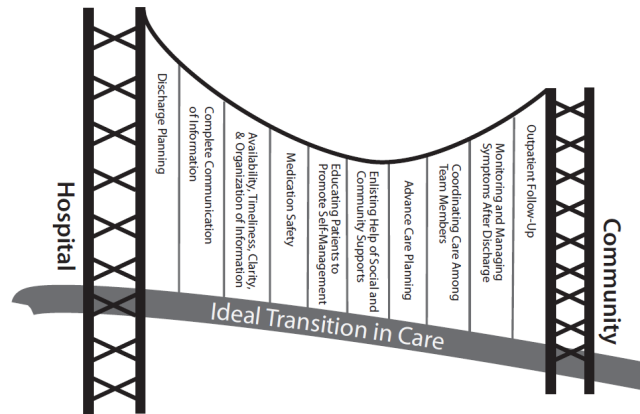 Hospital
Discharge Planning
Complete Communication
of Information
Availability, Timeliness, Clarity,
& Organization of Information
Medication Safety
Educating Patients to
Promote Self-Management
Enlisting Help of Social and
Community Supports
Advance Care Planning
Coordinating Care Among
Team Members
Monitoring and Managing
Symptoms After Discharge
Outpatient Follow-Up
Community
Ideal Transition in Care